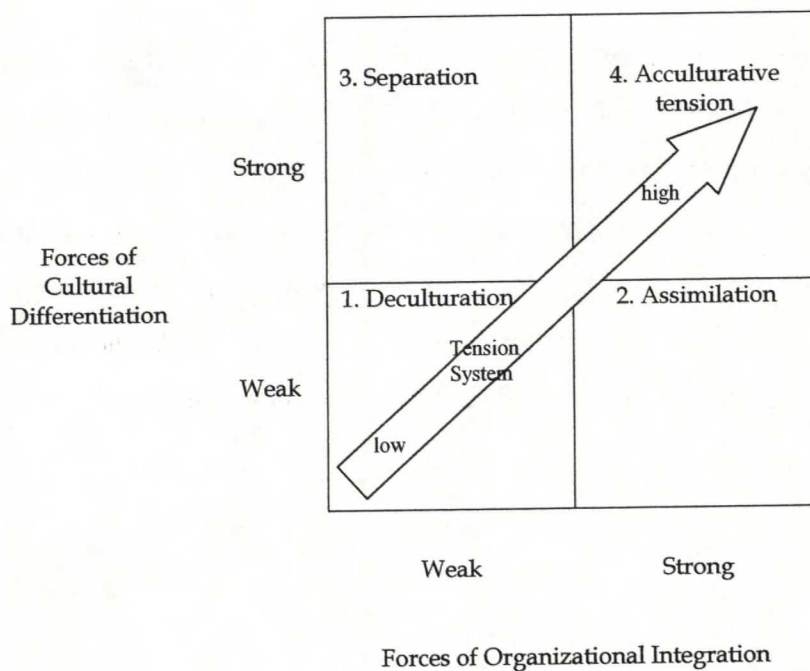 3. Separation
4. Acculturative
tension
Strong
high
Forces of
Cultural
Differentiation
1. Deculturation
2. Assimilation
Tension
System
Weak
low
Weak
Strong
Forces of Organizational Integration